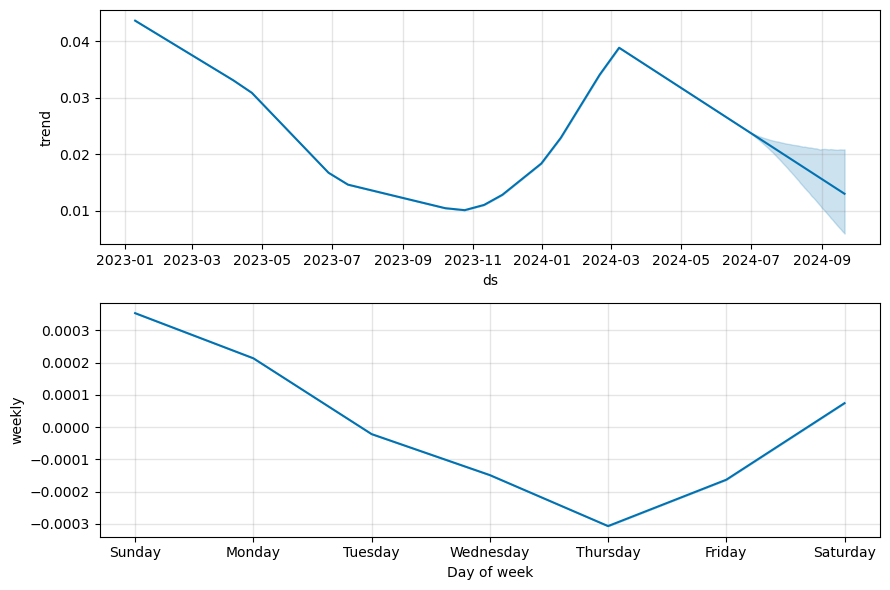 0.04
0.03
0.02
0.01
trend
2023-01 2023-03 2023-05 2023-07 2023-09 2023-11 2024-01 2024-03 2024-05 2024-07 2024-09
ds
0.0003
0.0002
0.0001
0.0000
−0.0001
−0.0002
−0.0003
weekly
Sunday Monday Tuesday Wednesday Thursday Friday Saturday
Day of week